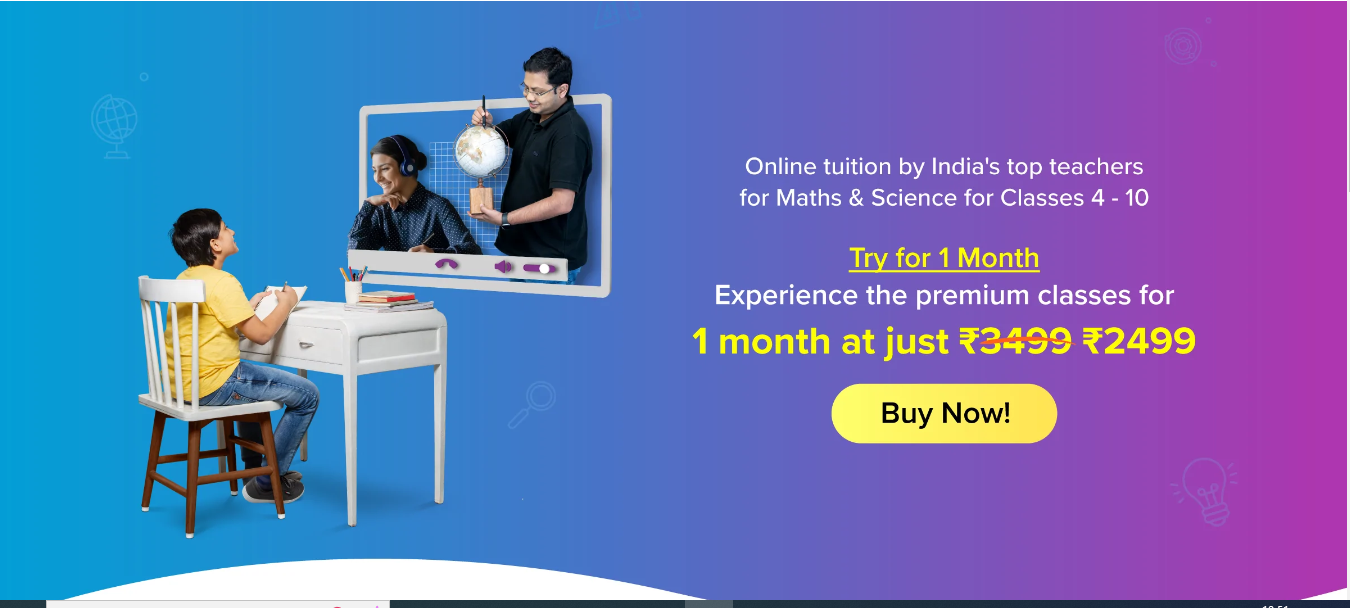 Online tuition by India's top teachers
for Maths & Science for Classes 4 - 10
Try for 1 Month
Experience the premium classes for
1 month at just ₹3499 ₹2499
Buy Now!